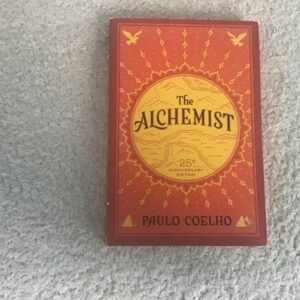 The
ALCHEMIST
25th
ANNIVERSARY
EDITION
PAULO COELHO